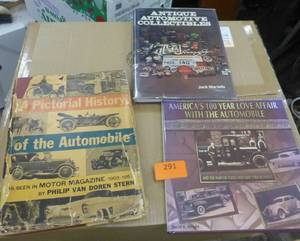 ANTIQUE
AUTOMOTIVE
COLLECTIBLES
Jack Martells
A Pictorial History
of the Automobile
AS SEEN IN MOTOR MAGAZINE 1903-1953
By PHILIP VAN DOREN STERN
AMERICA'S 100 YEAR LOVE AFFAIR
WITH THE AUTOMOBILE
291